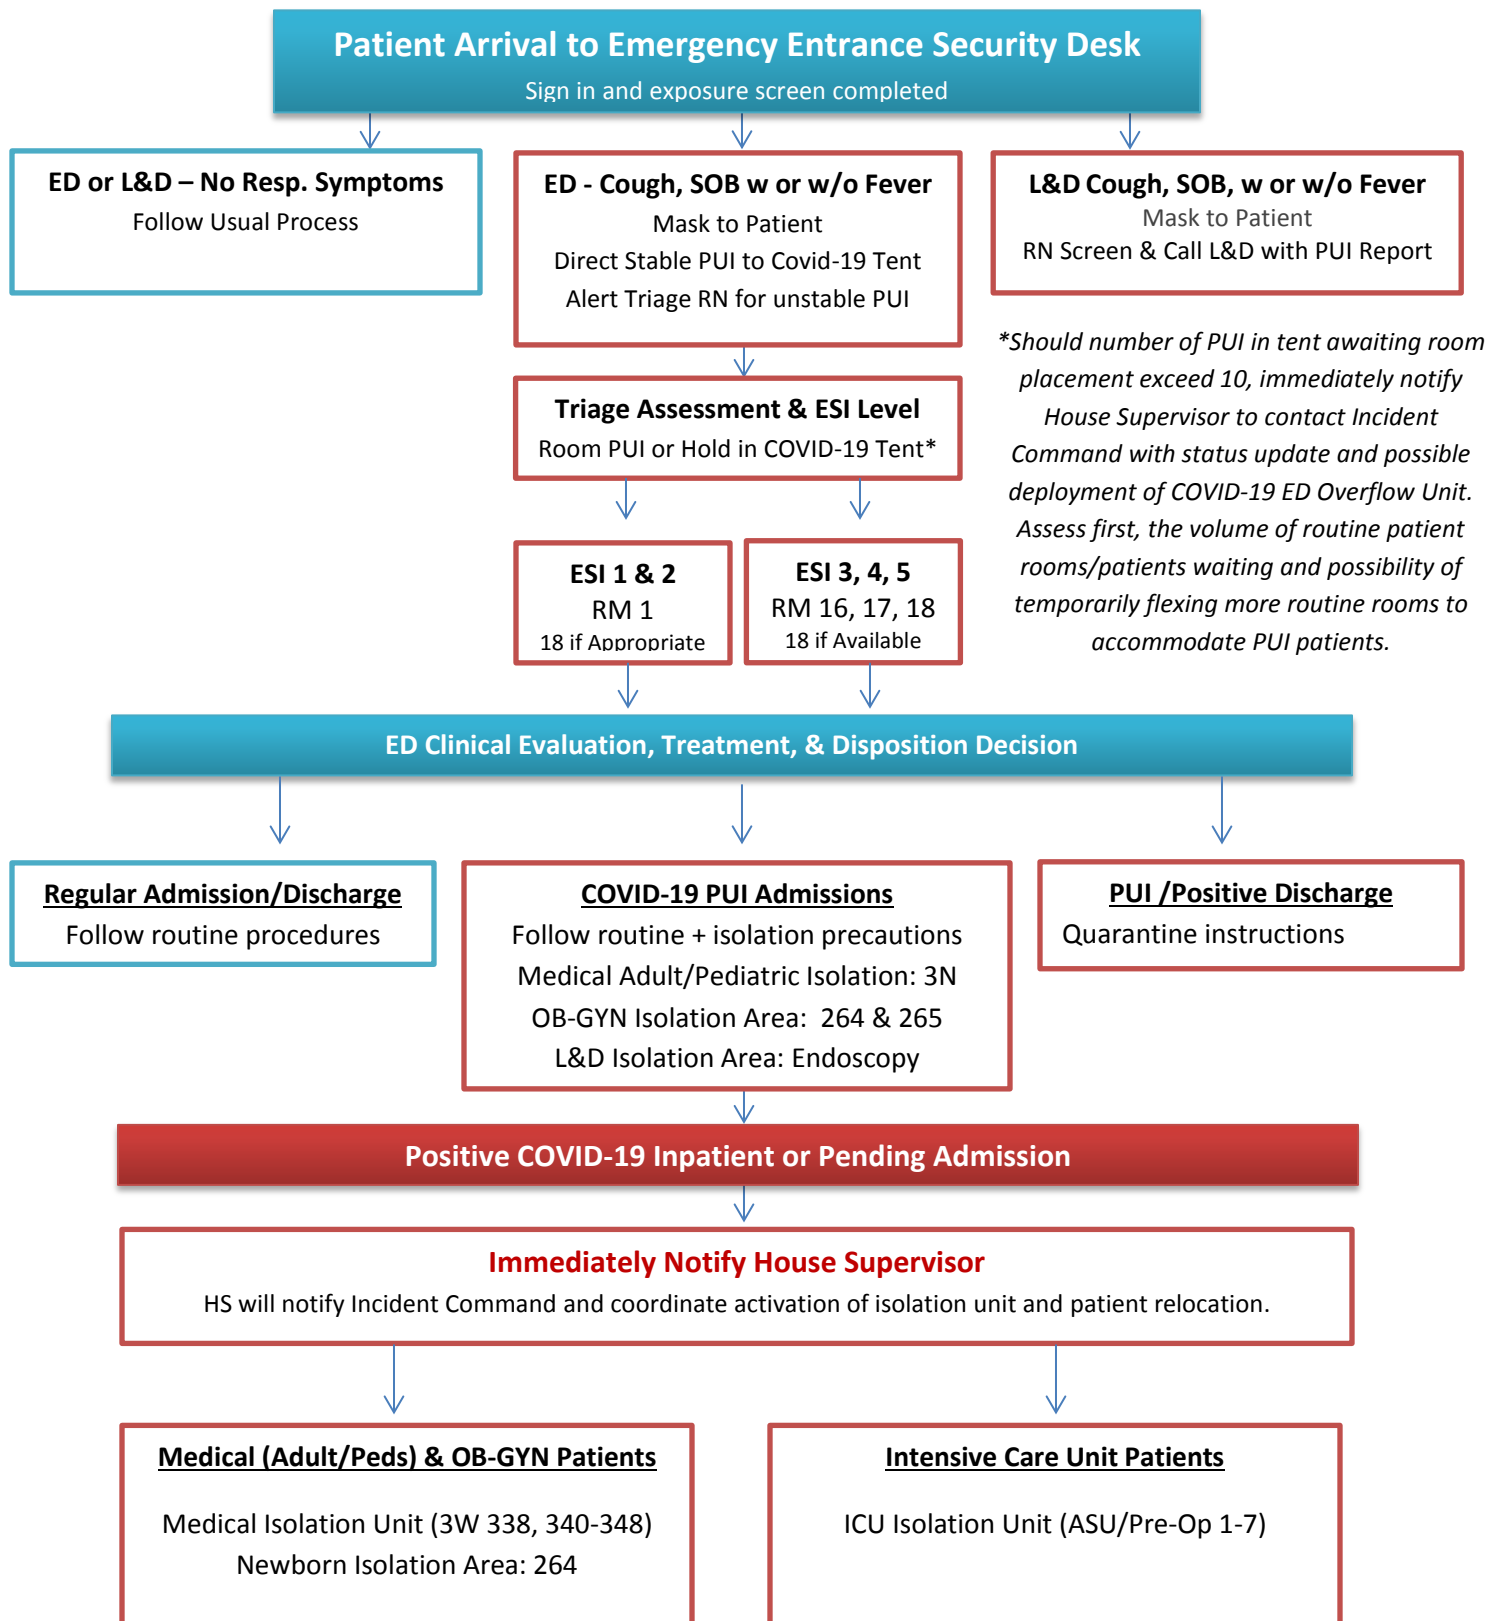 Patient Arrival to Emergency Entrance Security Desk
Sign in and exposure screen completed
ED or L&D – No Resp. Symptoms
Follow Usual Process
ED - Cough, SOB w or w/o Fever
Mask to Patient
Direct Stable PUI to Covid-19 Tent
Alert Triage RN for unstable PUI
L&D Cough, SOB, w or w/o Fever
Mask to Patient
RN Screen & Call L&D with PUI Report
*Should number of PUI in tent awaiting room
placement exceed 10, immediately notify
House Supervisor to contact Incident
Command with status update and possible
deployment of COVID-19 ED Overflow Unit.
Assess first, the volume of routine patient
rooms/patients waiting and possibility of
temporarily flexing more routine rooms to
accommodate PUI patients.
Triage Assessment & ESI Level
Room PUI or Hold in COVID-19 Tent*
ESI 1 & 2
RM 1
18 if Appropriate
ESI 3, 4, 5
RM 16, 17, 18
18 if Available
ED Clinical Evaluation, Treatment, & Disposition Decision
Regular Admission/Discharge
Follow routine procedures
COVID-19 PUI Admissions
Follow routine + isolation precautions
Medical Adult/Pediatric Isolation: 3N
OB-GYN Isolation Area: 264 & 265
L&D Isolation Area: Endoscopy
PUI /Positive Discharge
Quarantine instructions
Positive COVID-19 Inpatient or Pending Admission
Immediately Notify House Supervisor
HS will notify Incident Command and coordinate activation of isolation unit and patient relocation.
Medical (Adult/Peds) & OB-GYN Patients
Medical Isolation Unit (3W 338, 340-348)
Newborn Isolation Area: 264
Intensive Care Unit Patients
ICU Isolation Unit (ASU/Pre-Op 1-7)